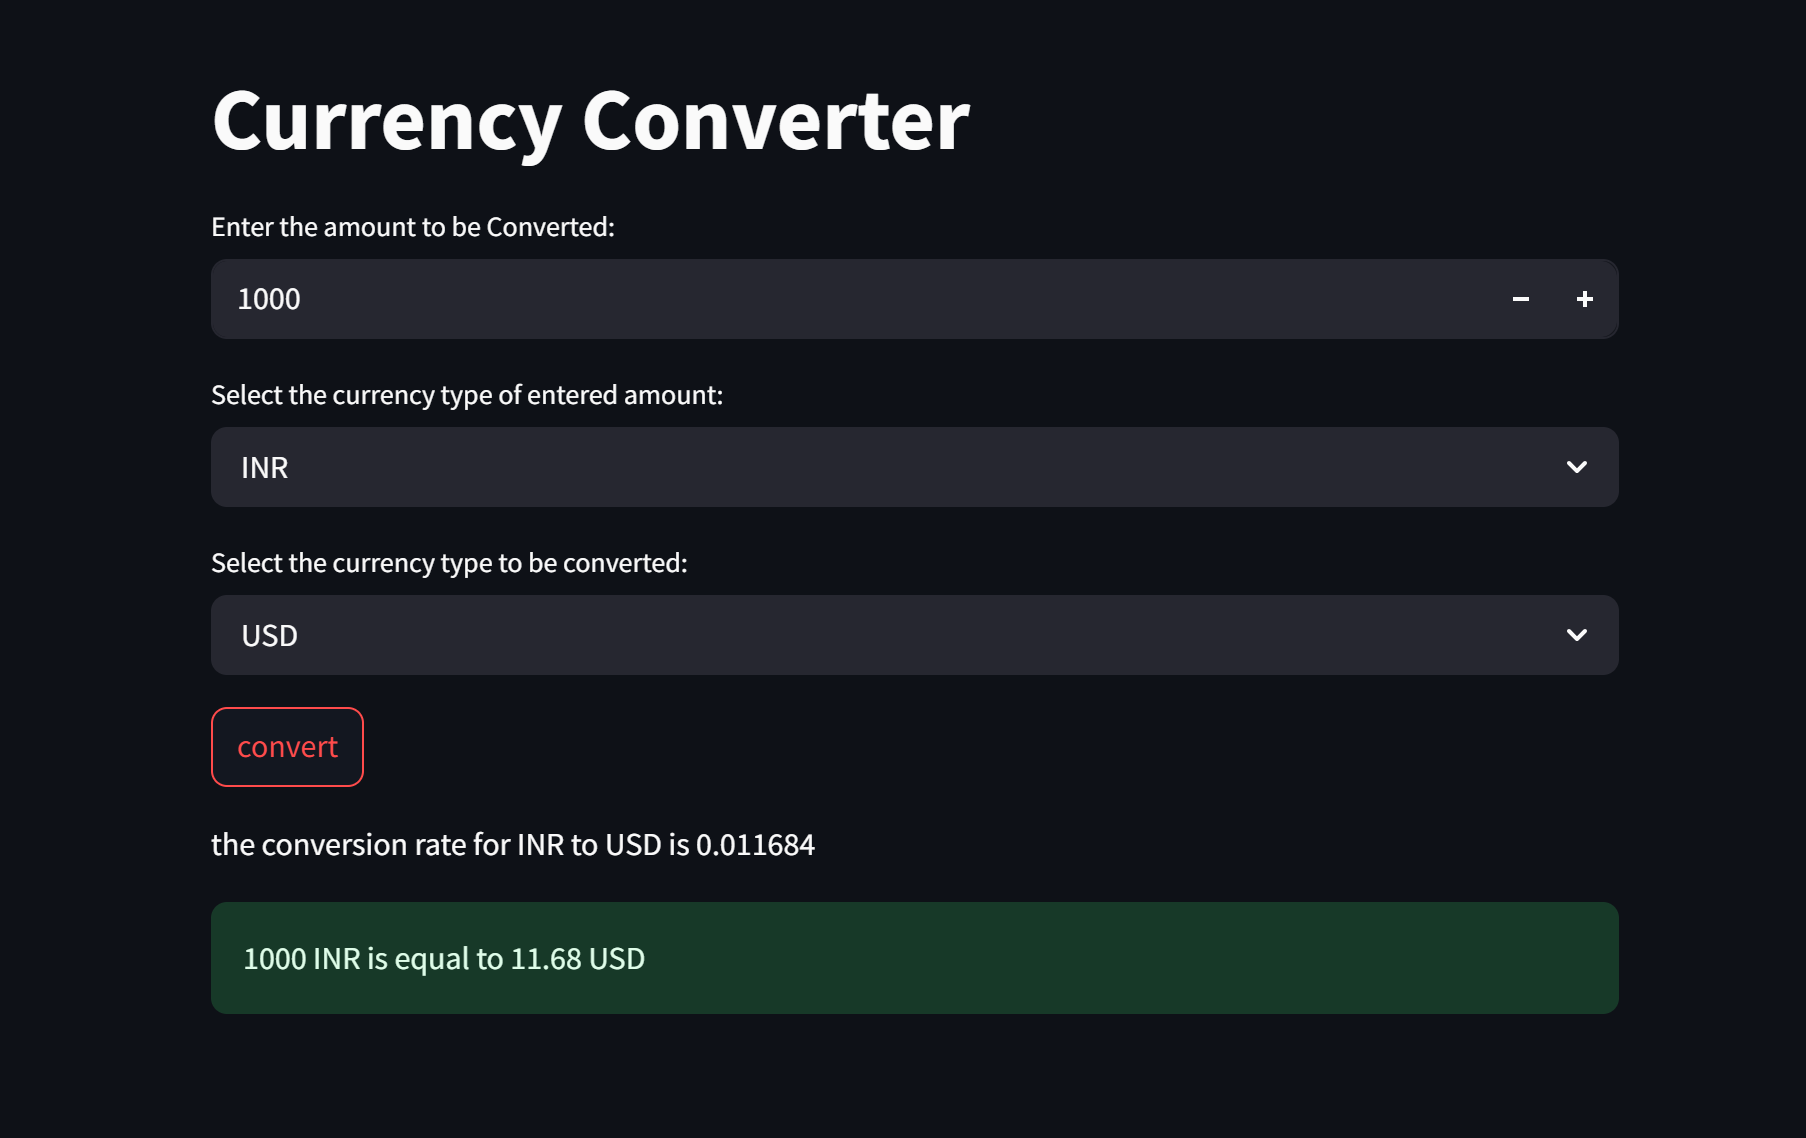 Currency Converter
Enter the amount to be Converted:
1000
Select the currency type of entered amount:
INR
Select the currency type to be converted:
USD
convert
the conversion rate for INR to USD is 0.011684
1000 INR is equal to 11.68 USD